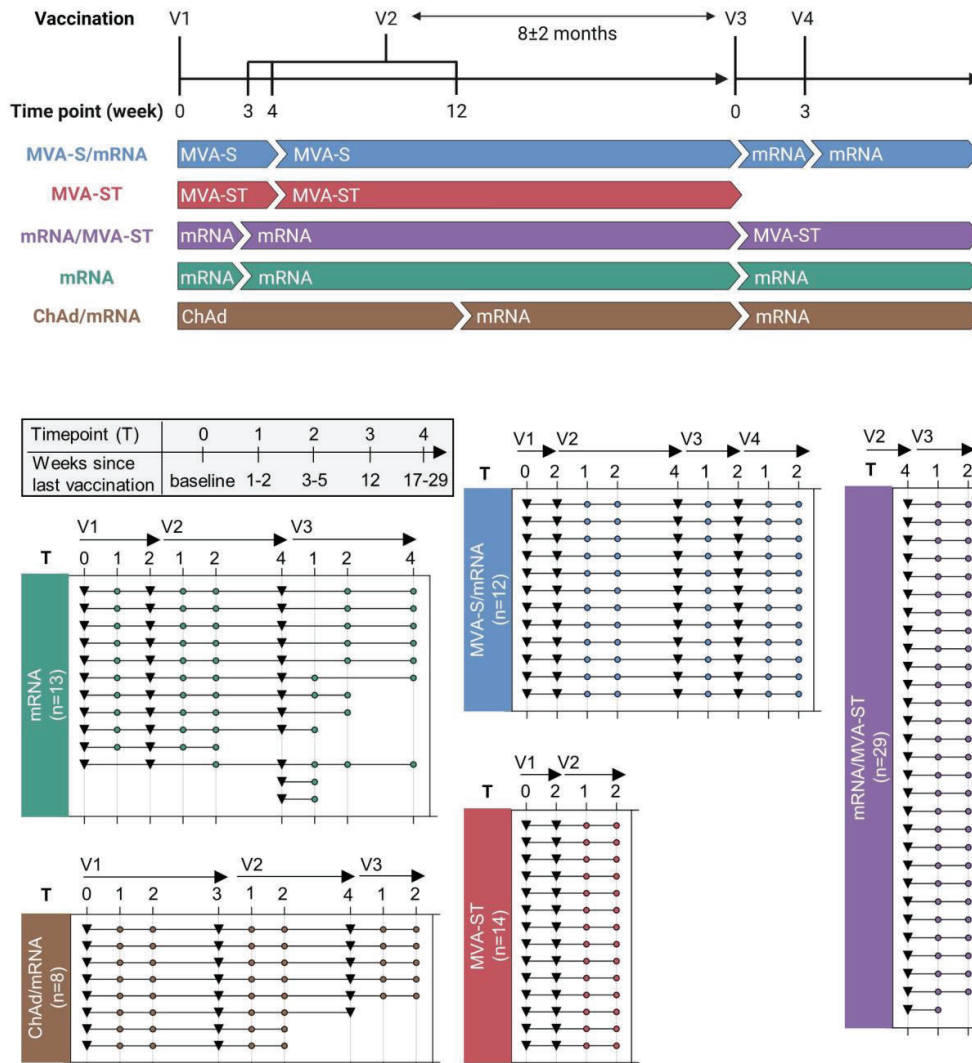 Vaccination V1 V2 V3 V4
8±2 months
Time point (week) 0 3 4 12 0 3
MVA-S/mRNA MVA-S MVA-S mRNA mRNA
MVA-ST MVA-ST MVA-ST
mRNA/MVA-ST mRNA mRNA MVA-ST
mRNA mRNA mRNA mRNA
ChAd/mRNA ChAd mRNA mRNA
Timepoint (T) 0 1 2 3 4
Weeks since
last vaccination baseline 1-2 3-5 12 17-29
V1 V2 V3
T 0 1 2 1 2 4 1 2 4
mRNA
(n=13)
V1 V2 V3
T 0 1 2 3 1 2 4 1 2
ChAd/mRNA
(n=8)
V1 V2 V3 V4
T 0 2 1 2 4 1 2 1 2
MVA-S/mRNA
(n=12)
V1 V2
T 0 2 1 2
MVA-ST
(n=14)
V2 V3
T 4 1 2
mRNA/MVA-ST
(n=29)